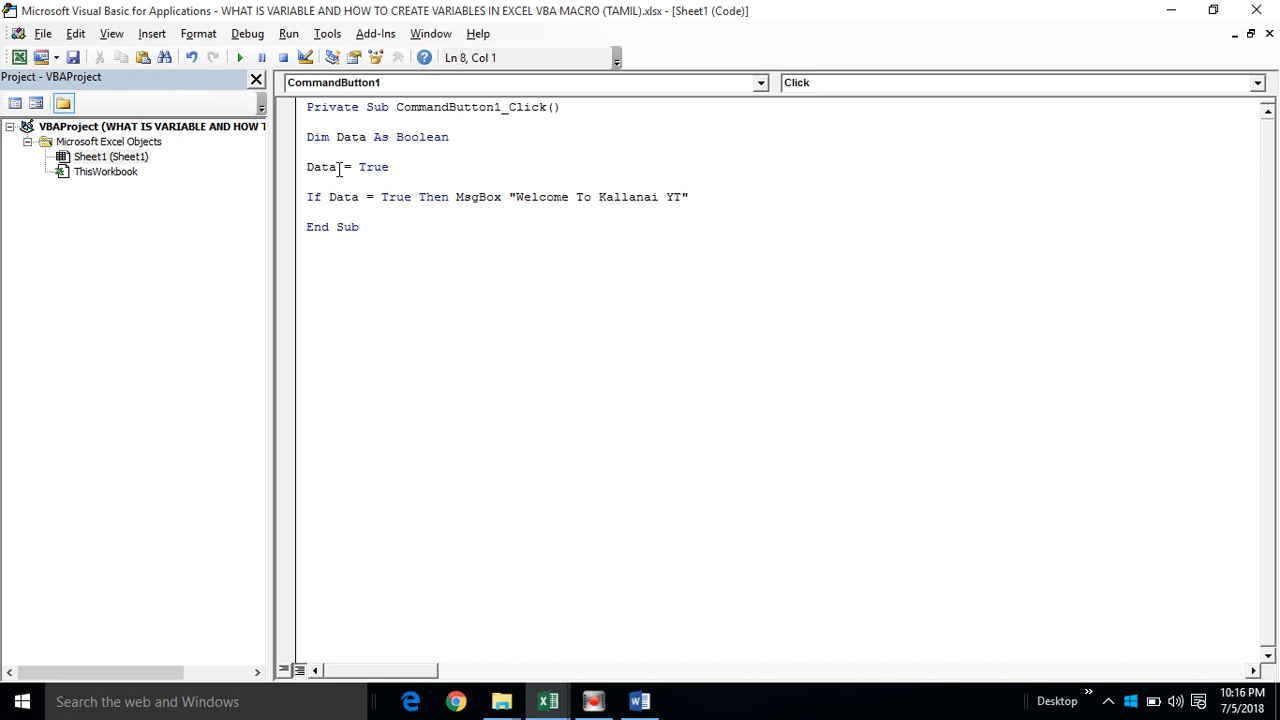 Microsoft Visual Basic for Applications - WHAT IS VARIABLE AND HOW TO CREATE VARIABLES IN EXCEL VBA MACRO (TAMIL).xlsx - [Sheet1 (Code)]
File Edit View Insert Format Debug Run Tools Add-Ins Window Help
Ln 8, Col 1
Project - VBAProject
CommandButton1 Click
VBAProject (WHAT IS VARIABLE AND HOW T
Microsoft Excel Objects
Sheet1 (Sheet1)
ThisWorkbook
Private Sub CommandButton1_Click()
Dim Data As Boolean
Data = True
If Data = True Then MsgBox "Welcome To Kallanai YT"
End Sub
Search the web and Windows
Desktop
10:16 PM
7/5/2018